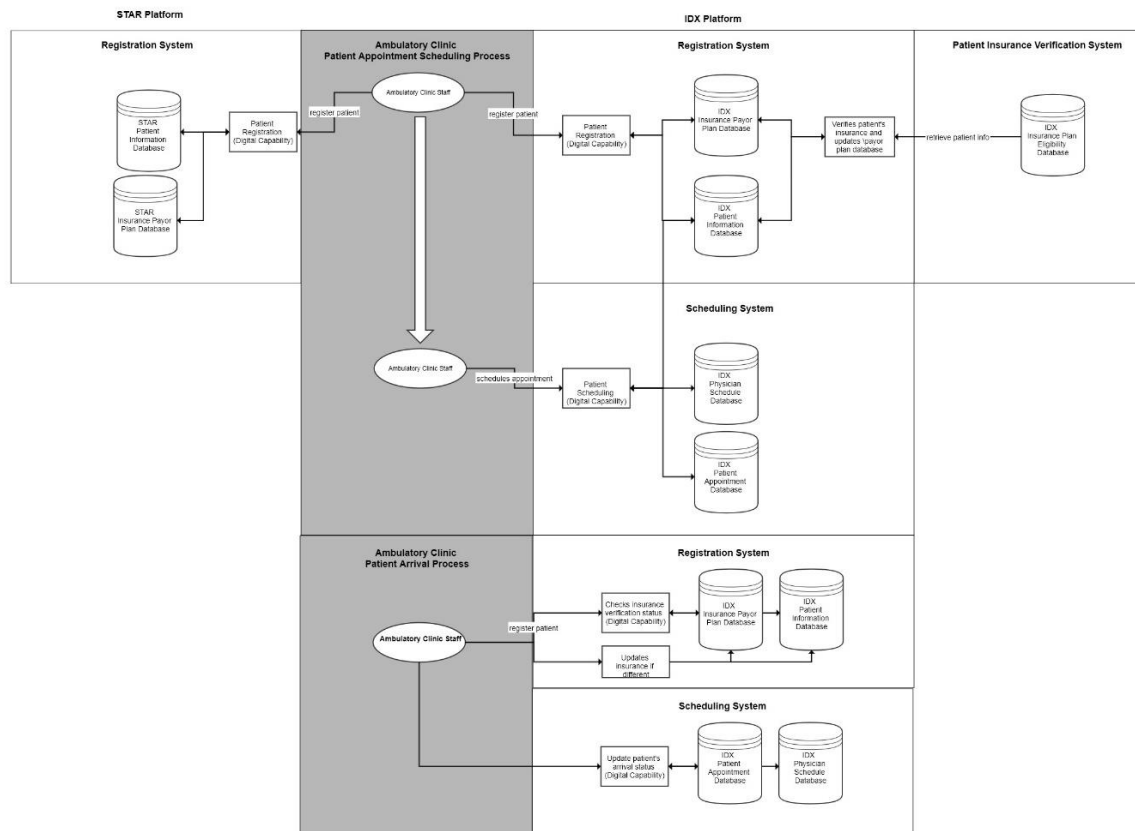 STAR Platform
IDX Platform
Registration System
Ambulatory Clinic
Patient Appointment Scheduling Process
Registration System
Patient Insurance Verification System
STAR
Patient
Information
Database
STAR
Insurance Payor
Plan Database
Patient
Registration
(Digital Capability)
register patient
Ambulatory Clinic Staff
register patient
Patient
Registration
(Digital Capability)
IDX
Insurance Payor
Plan Database
IDX
Patient
Information
Database
Verifies patient's
insurance and
updates \payor
plan database
retrieve patient info
IDX
Insurance Plan
Eligibility
Database
Scheduling System
Ambulatory Clinic Staff
schedules appointment
Patient
Scheduling
(Digital Capability)
IDX
Physician
Schedule
Database
IDX
Patient
Appointment
Database
Ambulatory Clinic
Patient Arrival Process
Registration System
Ambulatory Clinic Staff
register patient
Checks insurance
verification status
(Digital Capability)
IDX
Insurance Payor
Plan Database
IDX
Patient
Information
Database
Updates
insurance if
different
Scheduling System
Update patient's
arrival status
(Digital Capability)
IDX
Patient
Appointment
Database
IDX
Physician
Schedule
Database